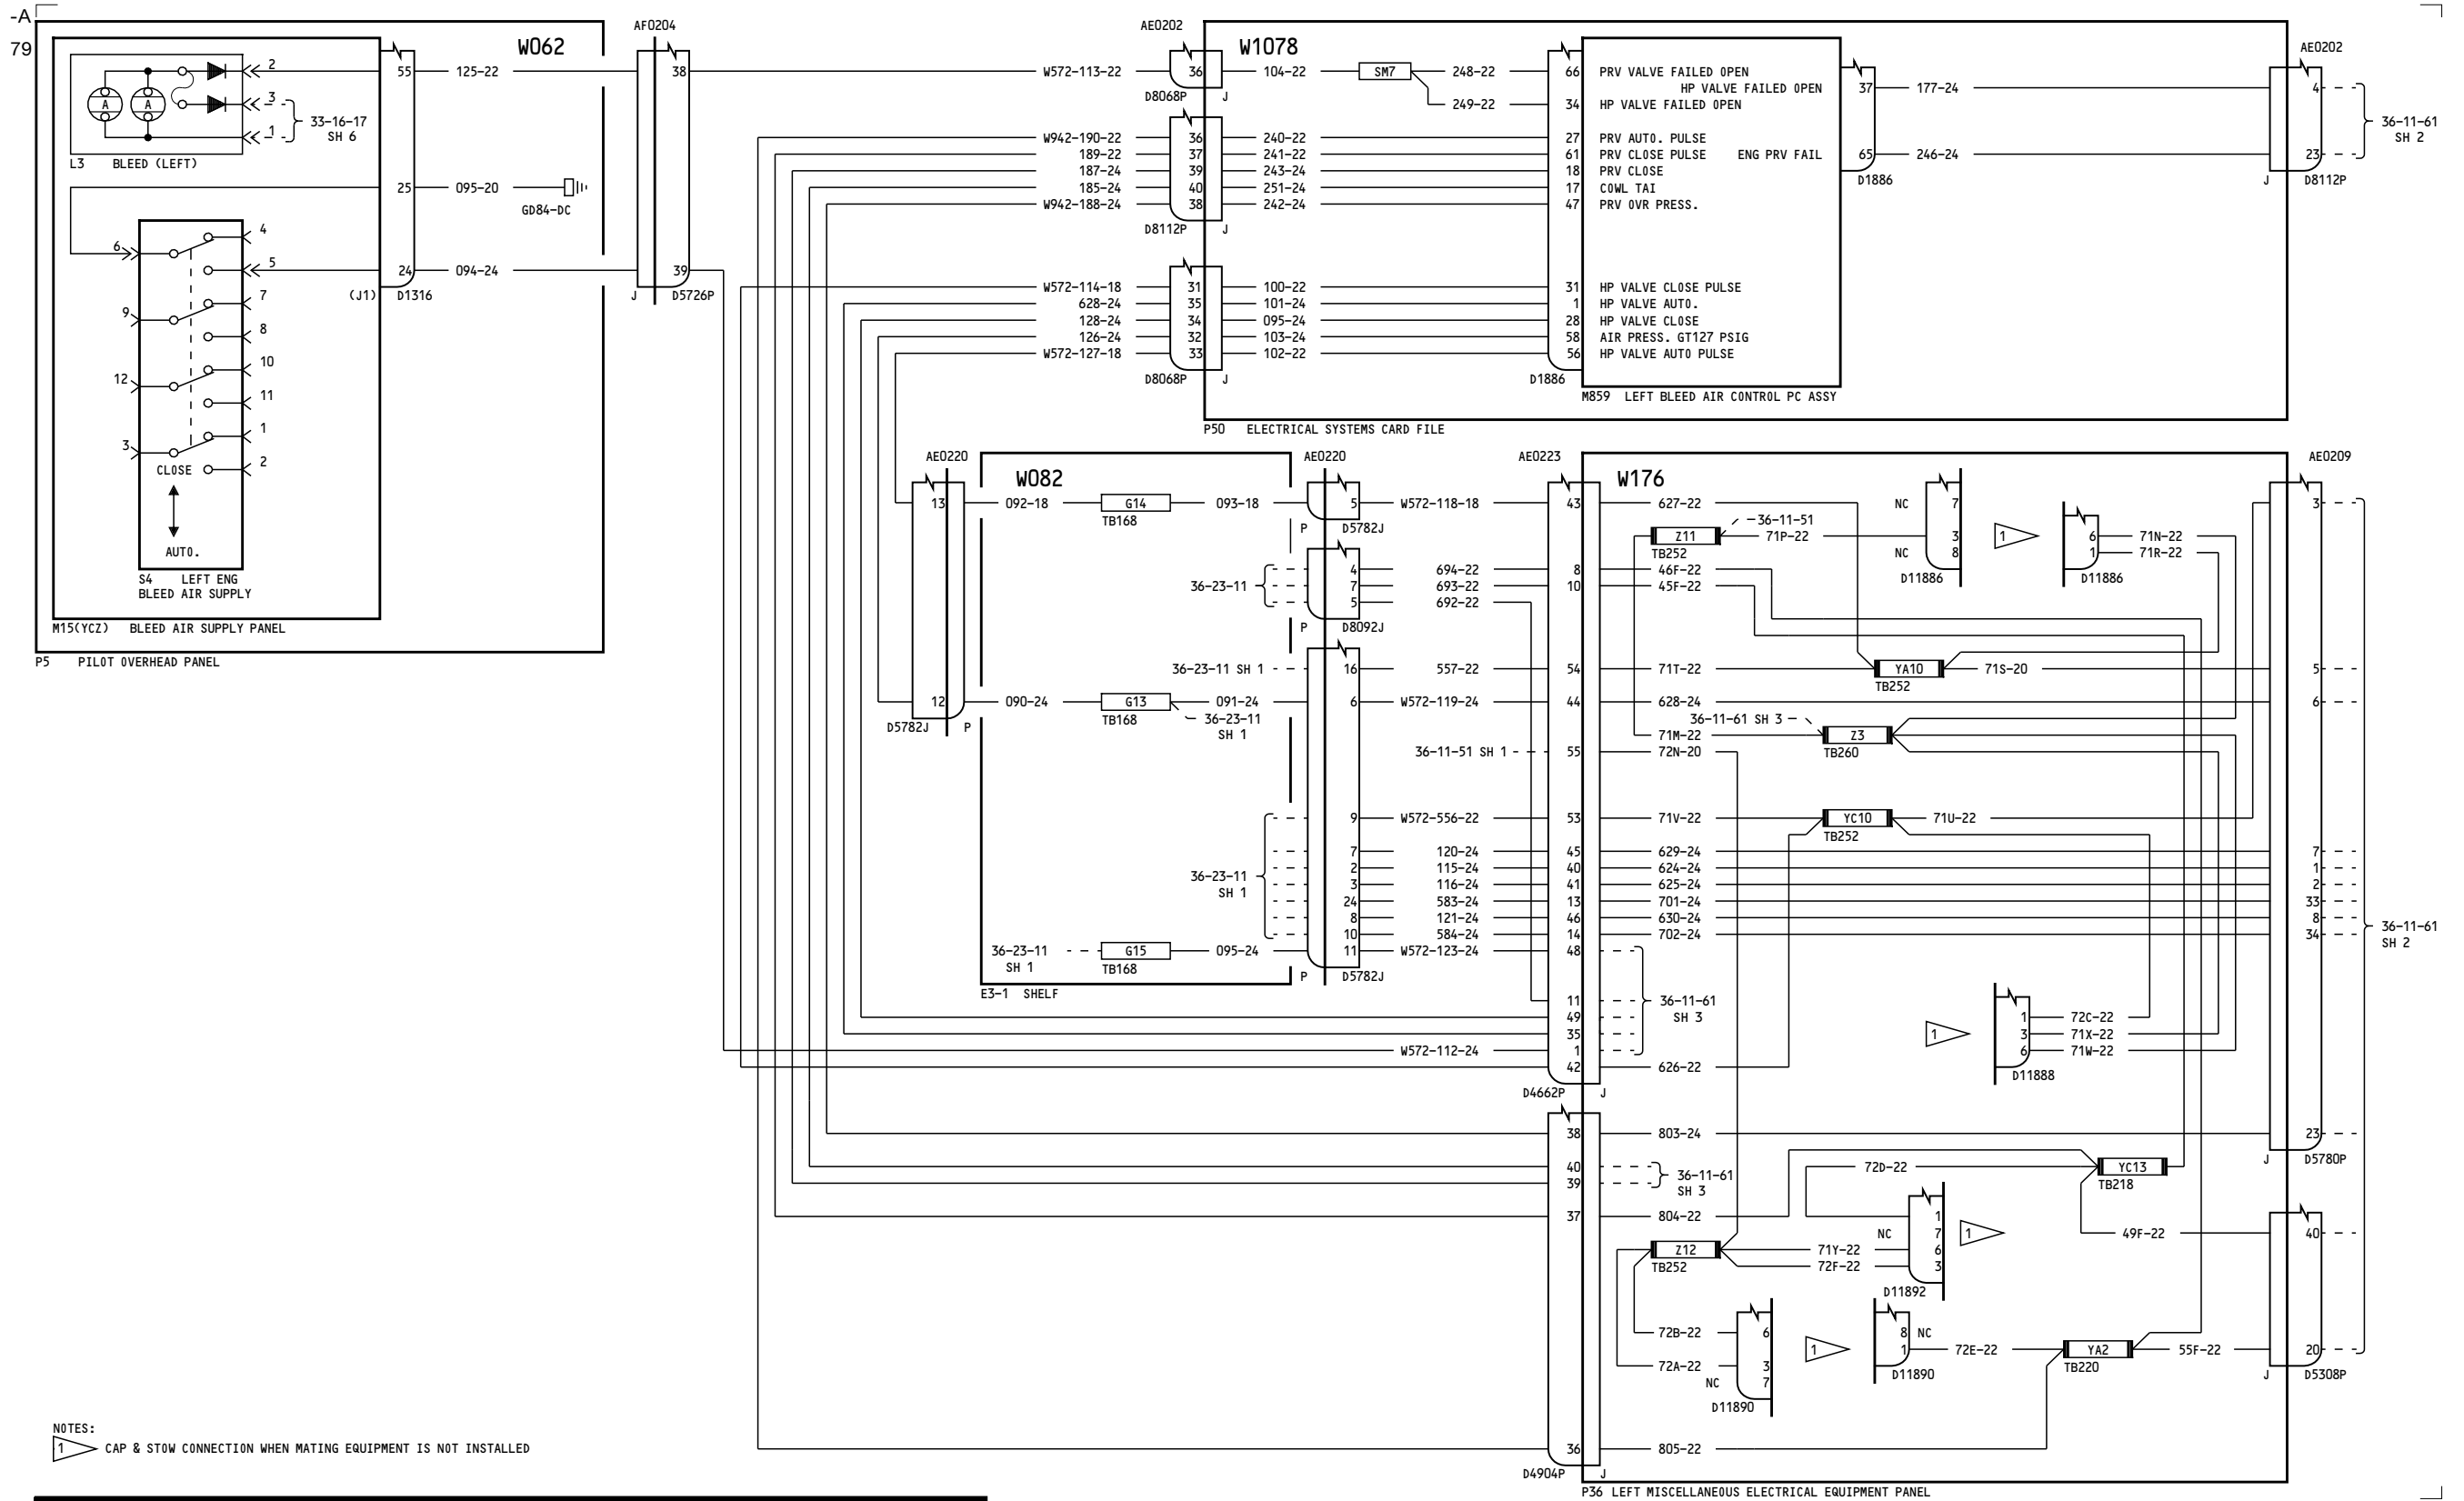 -A
79
W062
AF0204
L3 BLEED (LEFT)
A
A
2
3
1
33-16-17
SH 6
55
125-22
38
25
095-20
GD84-DC
24
094-24
39
(J1)
D1316
J
D5726P
6
4
5
9
7
8
12
10
11
3
1
2
CLOSE
AUTO.
S4 LEFT ENG
BLEED AIR SUPPLY
M15(YCZ) BLEED AIR SUPPLY PANEL
P5 PILOT OVERHEAD PANEL
AE0202
W1078
AE0202
W572-113-22
36
104-22
SM7
248-22
66
PRV VALVE FAILED OPEN
HP VALVE FAILED OPEN
37
177-24
4
D8068P
J
249-22
34
HP VALVE FAILED OPEN
36-11-61
SH 2
W942-190-22
36
240-22
27
PRV AUTO. PULSE
189-22
37
241-22
61
PRV CLOSE PULSE
ENG PRV FAIL
65
246-24
23
187-24
39
243-24
18
PRV CLOSE
D1886
J
D8112P
185-24
40
251-24
17
COWL TAI
W942-188-24
38
242-24
47
PRV OVR PRESS.
D8112P
J
W572-114-18
31
100-22
31
HP VALVE CLOSE PULSE
628-24
35
101-24
1
HP VALVE AUTO.
128-24
34
095-24
28
HP VALVE CLOSE
126-24
32
103-24
58
AIR PRESS. GT127 PSIG
W572-127-18
33
102-22
56
HP VALVE AUTO PULSE
D8068P
J
D1886
M859 LEFT BLEED AIR CONTROL PC ASSY
P50 ELECTRICAL SYSTEMS CARD FILE
AE0220
W082
AE0220
AE0223
W176
AE0209
13
092-18
G14
TB168
093-18
5
W572-118-18
43
627-22
NC
7
3
P
D5782J
Z11
TB252
36-11-51
71P-22
3
NC
8
D11886
1
6
1
71N-22
71R-22
D11886
36-23-11
4
694-22
8
46F-22
7
693-22
10
45F-22
5
692-22
P
D8092J
36-23-11 SH 1
16
557-22
54
71T-22
YA10
TB252
71S-20
5
12
090-24
G13
TB168
091-24
6
W572-119-24
44
628-24
6
D5782J
P
36-23-11
SH 1
36-11-61 SH 3
71M-22
Z3
TB260
36-11-51 SH 1
55
72N-20
9
W572-556-22
53
71V-22
YC10
TB252
71U-22
36-23-11
SH 1
7
120-24
45
629-24
7
2
115-24
40
624-24
1
3
116-24
41
625-24
2
24
583-24
13
701-24
33
8
121-24
46
630-24
8
10
584-24
14
702-24
34
36-11-61
SH 2
36-23-11
SH 1
G15
TB168
095-24
11
W572-123-24
48
P
D5782J
E3-1 SHELF
11
36-11-61
SH 3
49
35
W572-112-24
1
42
626-22
D4662P
J
1
1
72C-22
3
71X-22
6
71W-22
D11888
38
803-24
23
J
D5780P
40
39
36-11-61
SH 3
72D-22
YC13
TB218
37
804-22
1
NC
7
6
3
D11892
1
49F-22
40
Z12
TB252
71Y-22
72F-22
72B-22
6
72A-22
3
NC
7
D11890
1
8
NC
1
D11890
72E-22
YA2
TB220
55F-22
20
J
D5308P
36
805-22
D4904P
J
P36 LEFT MISCELLANEOUS ELECTRICAL EQUIPMENT PANEL
NOTES:
1 CAP & STOW CONNECTION WHEN MATING EQUIPMENT IS NOT INSTALLED